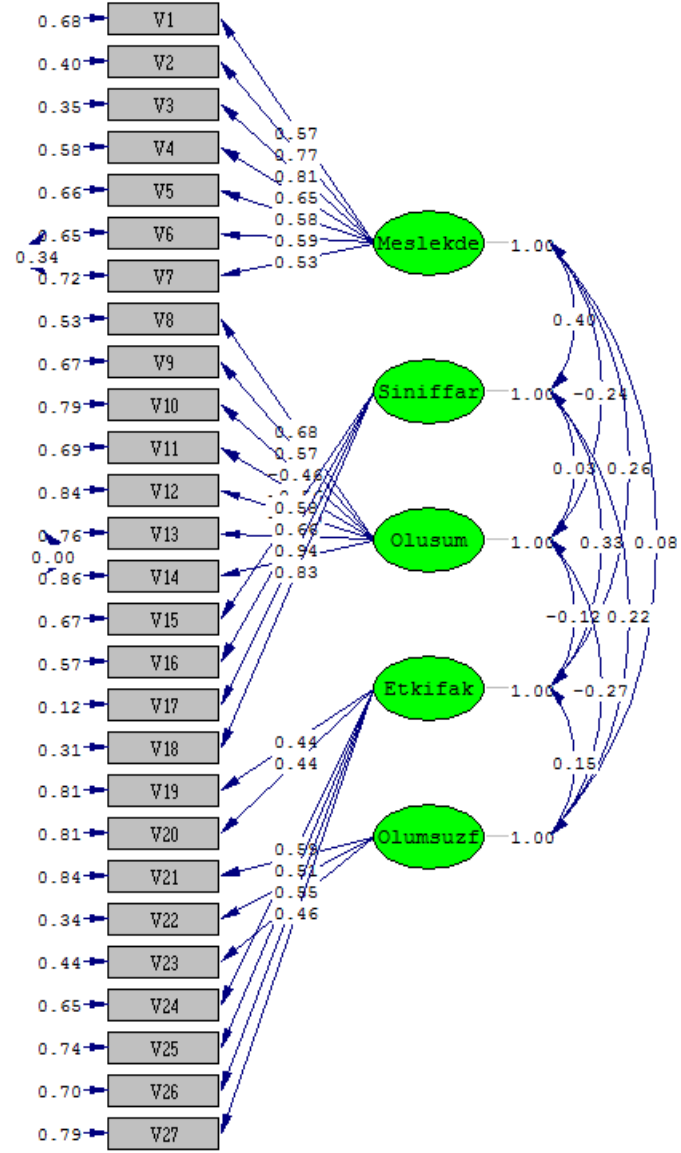 0.68 V1
0.40 V2
0.35 V3
0.58 V4
0.66 V5
0.65 V6
0.34
0.72 V7
0.53 V8
0.67 V9
0.79 V10
0.69 V11
0.84 V12
0.76 V13
0.00
0.86 V14
0.67 V15
0.57 V16
0.12 V17
0.31 V18
0.81 V19
0.81 V20
0.84 V21
0.34 V22
0.44 V23
0.65 V24
0.74 V25
0.70 V26
0.79 V27
0.57
0.77
0.81
0.65
0.58
0.59
0.53
0.68
0.57
-0.46
0.94
0.83
0.44
0.44
0.51
0.55
0.46
Meslekde 1.00
Siniffar 1.00
Olusum 1.00
Etkifak 1.00
Olumsuzf 1.00
0.40
-0.24
0.03 0.26
0.33 0.08
-0.12 0.22
-0.27
0.15